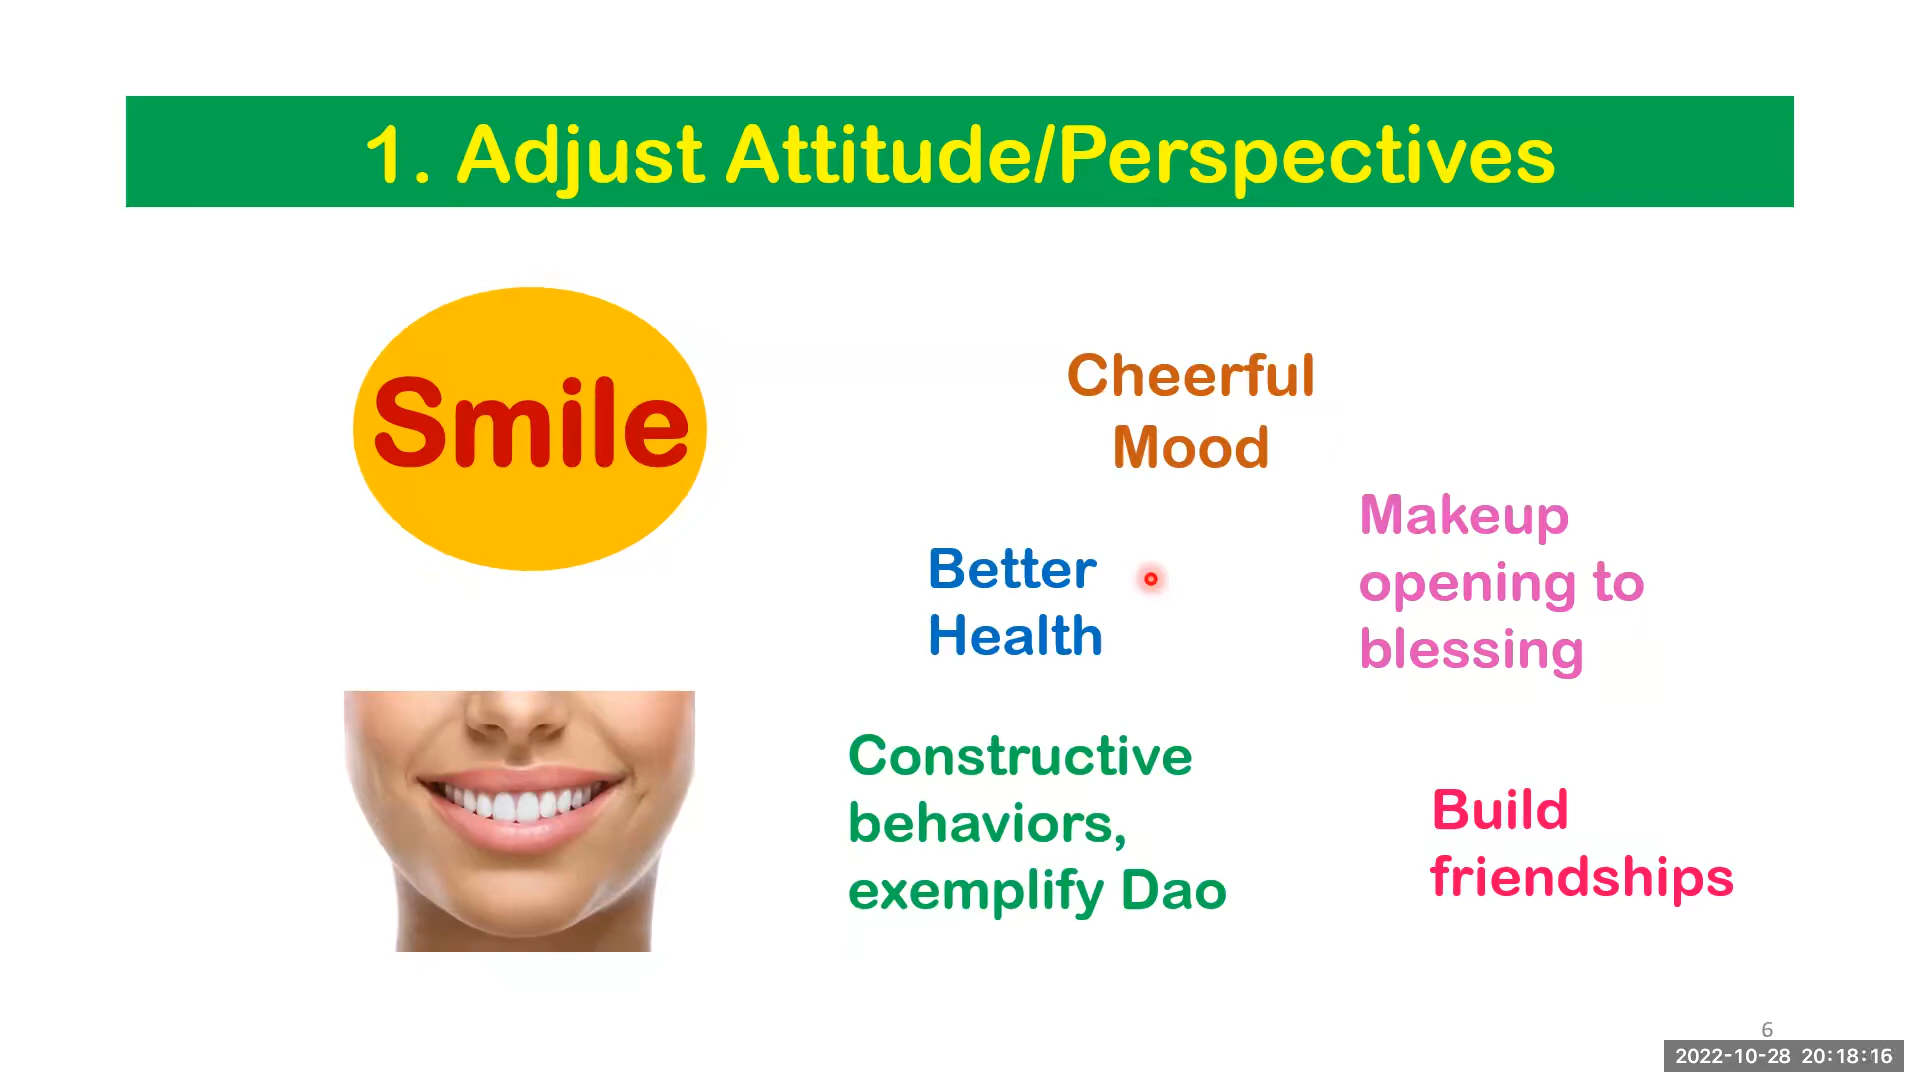 1. Adjust Attitude/Perspectives
Smile
Cheerful
Mood
Makeup
opening to
blessing
Better
Health
Constructive
behaviors,
exemplify Dao
Build
friendships
6
2022-10-28 20:18:16